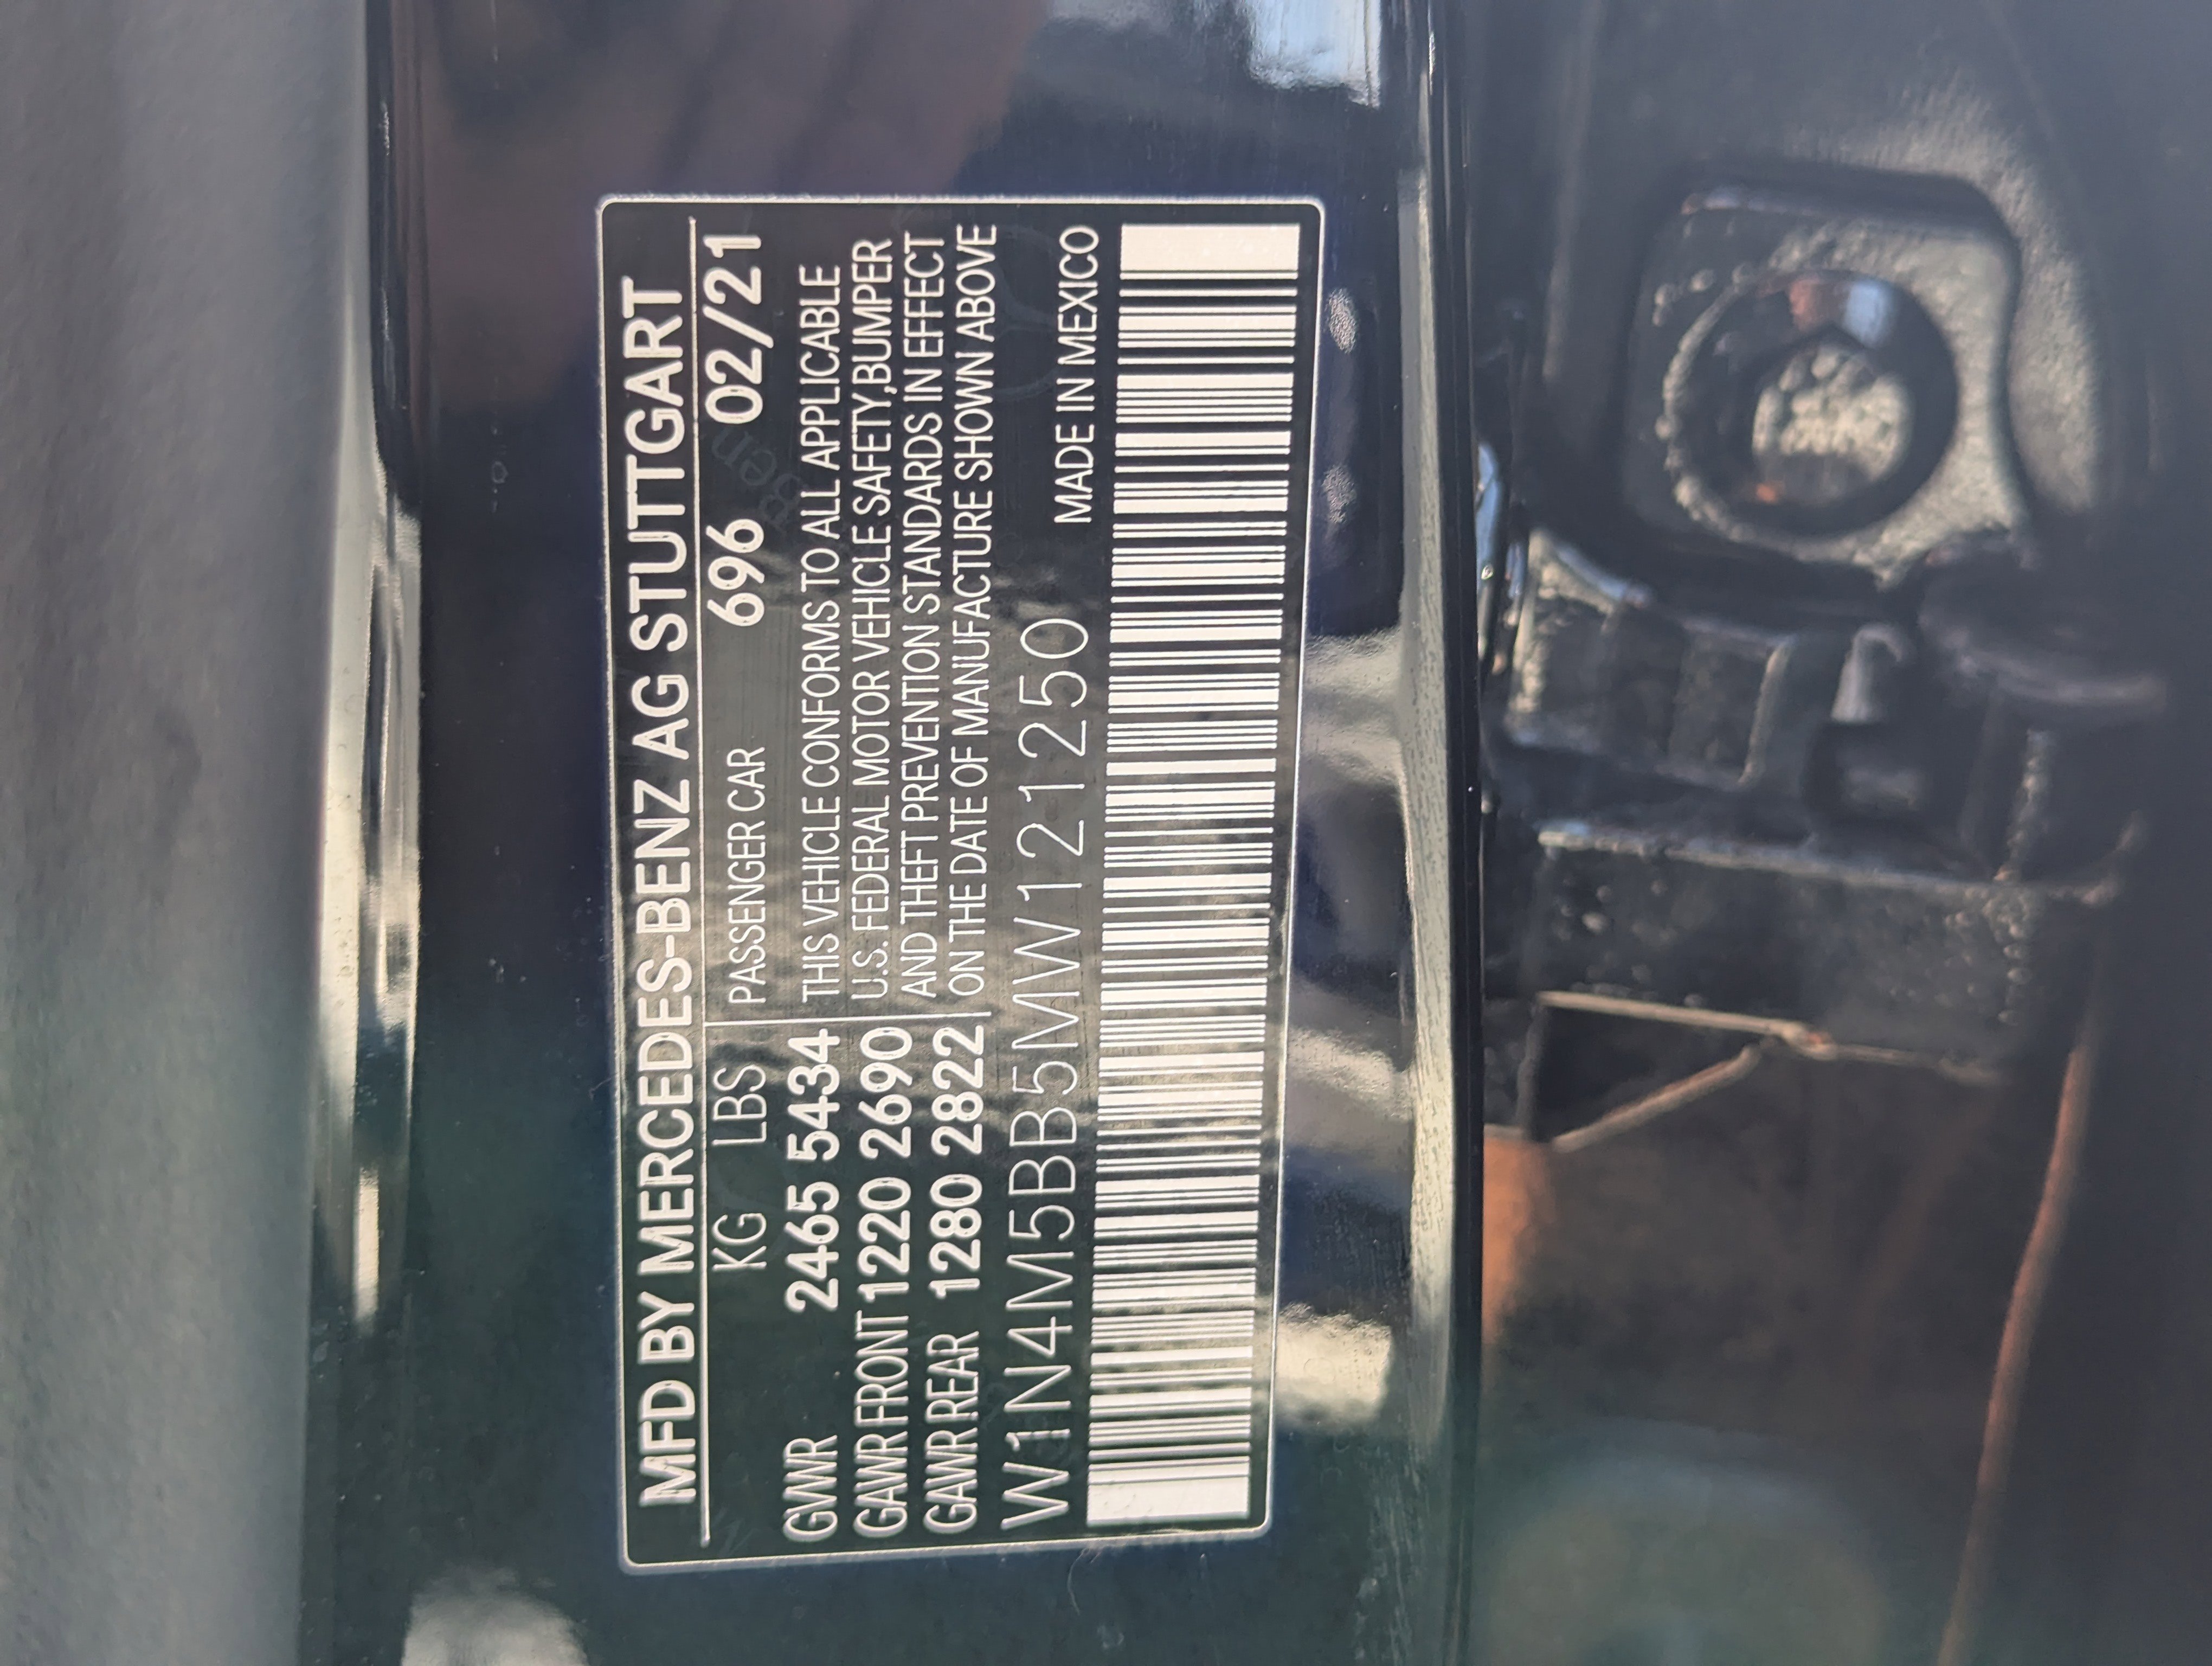 MFD BY MERCEDES-BENZ AG STUTTGART
KG LBS PASSENGER CAR 696 02/21
GWR 2465 5434 THIS VEHICLE CONFORMS TO ALL APPLICABLE
GAWR FRONT 1220 2690 U.S. FEDERAL MOTOR VEHICLE SAFETY,BUMPER
GAWR REAR 1280 2822 AND THEFT PREVENTION STANDARDS IN EFFECT
ON THE DATE OF MANUFACTURE SHOWN ABOVE
W1N4M5BB5MW121250 MADE IN MEXICO